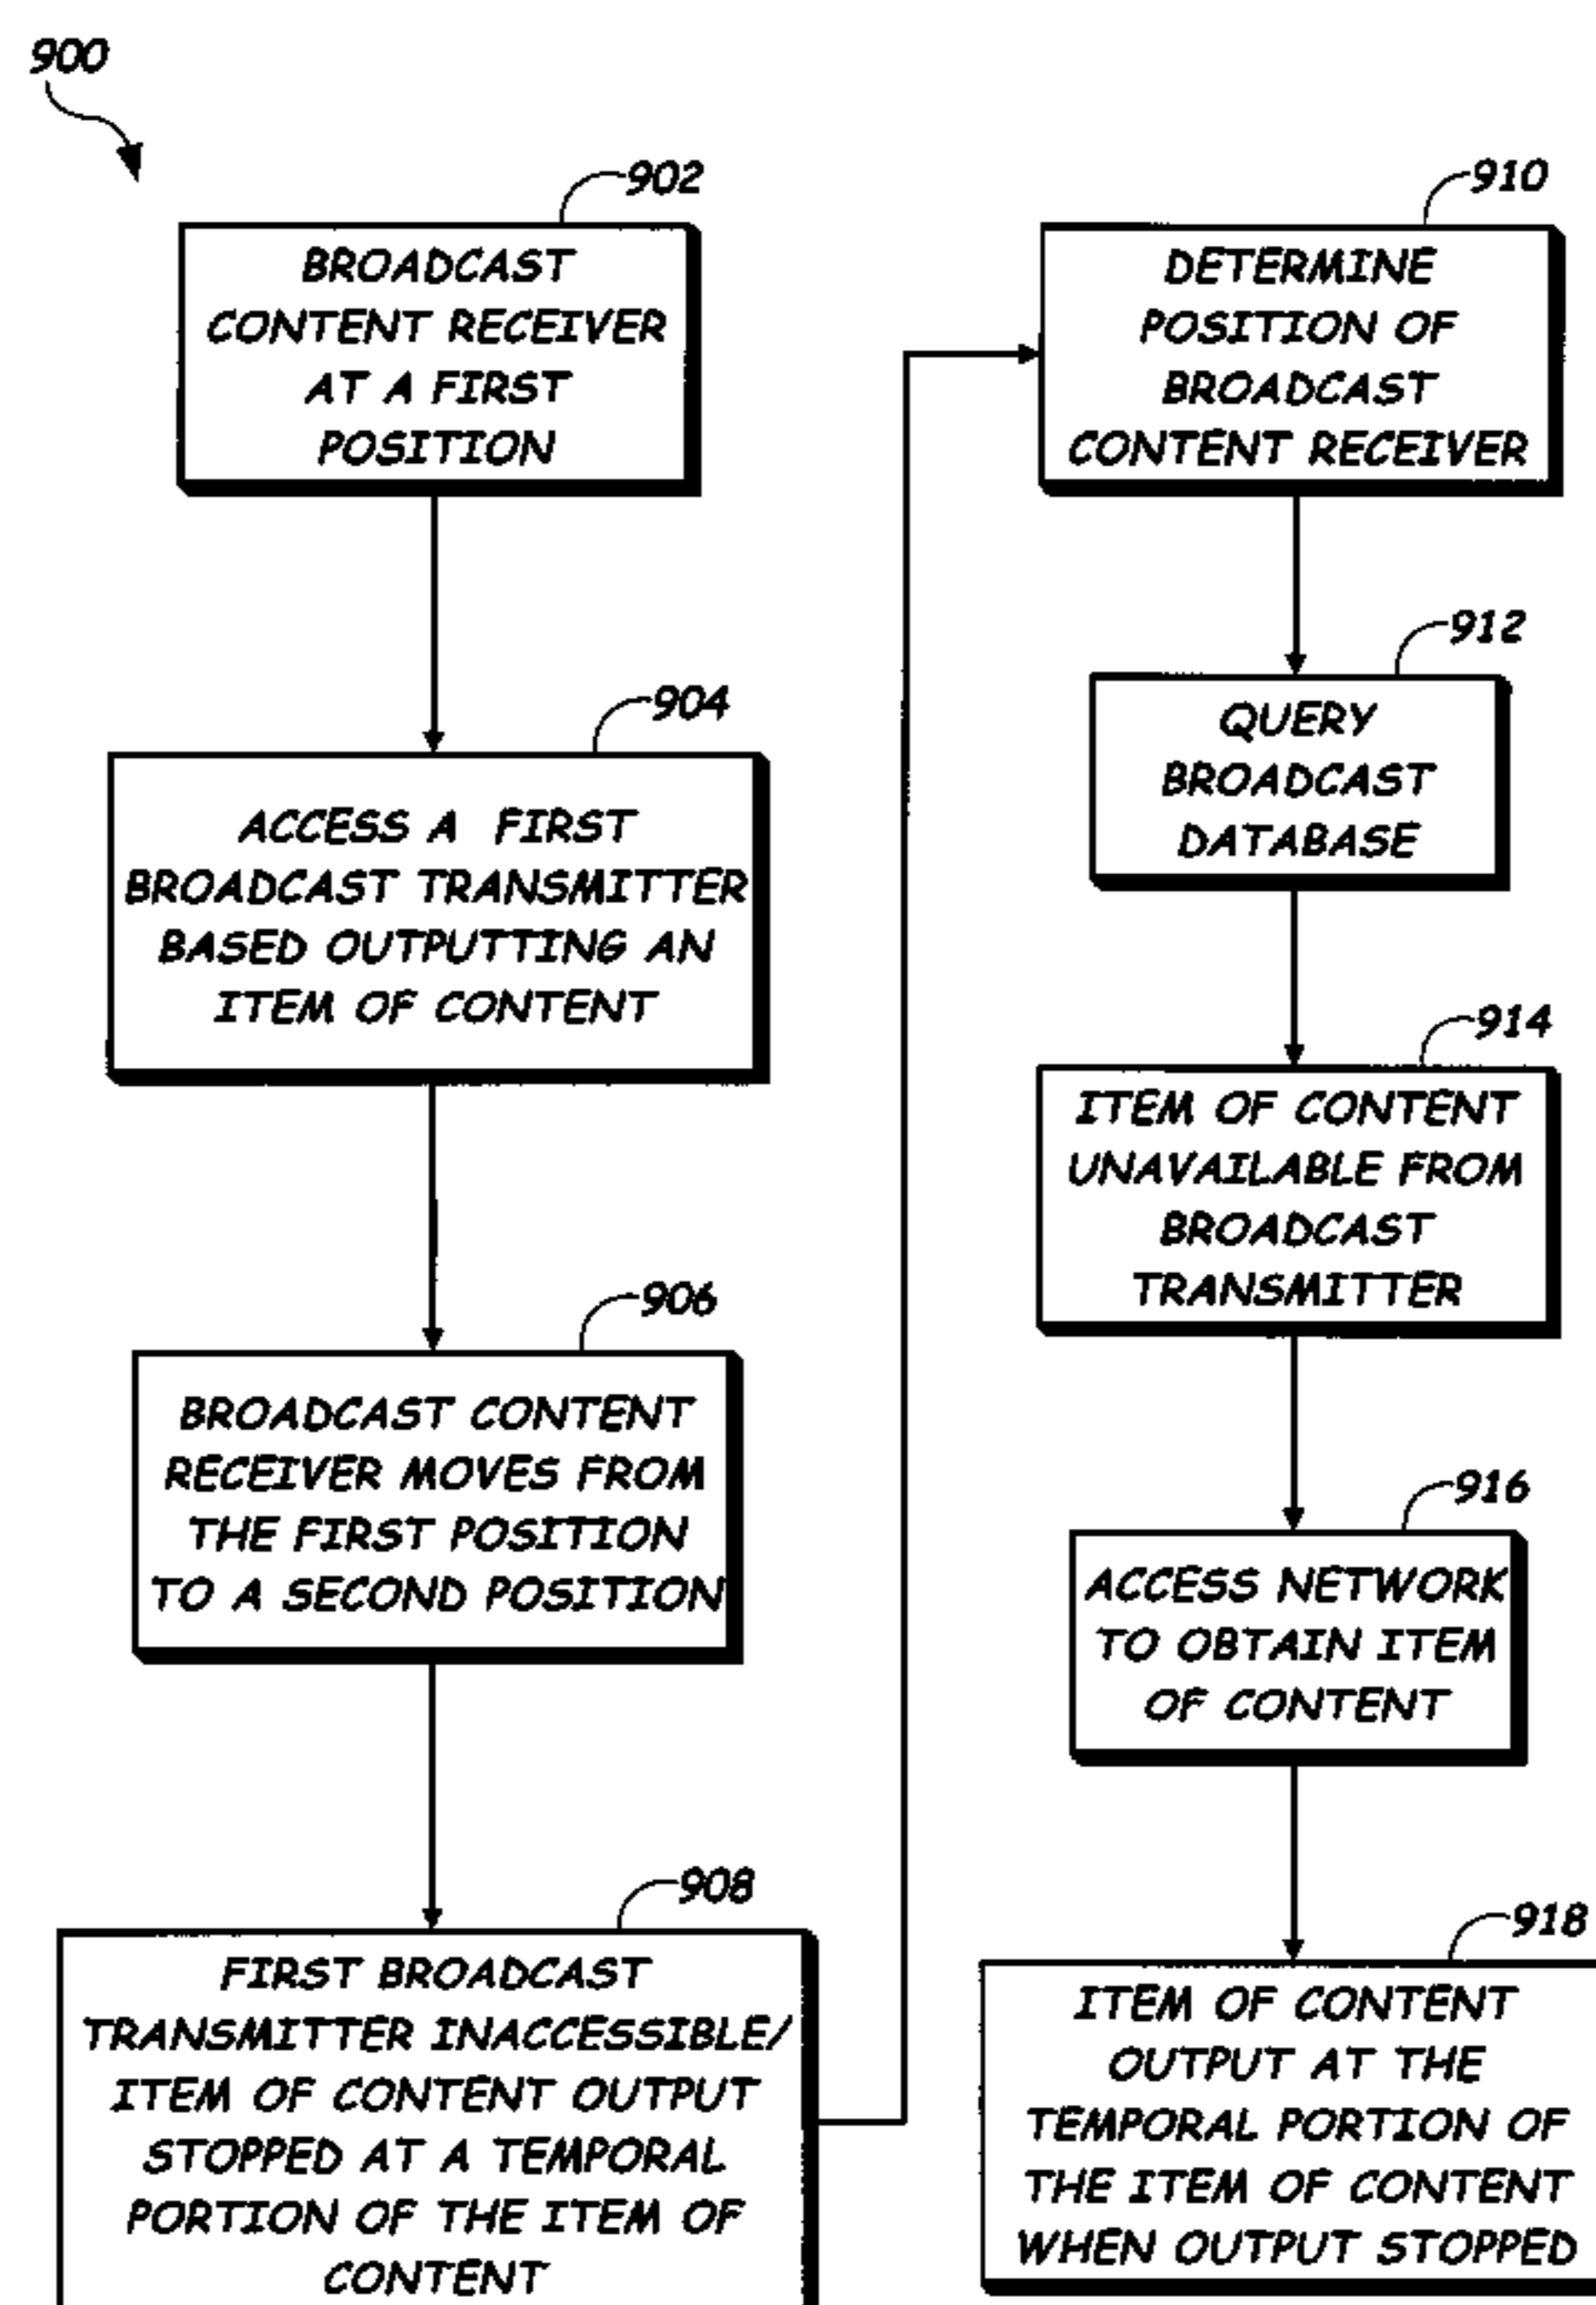 900
902
BROADCAST
CONTENT RECEIVER
AT A FIRST
POSITION
904
ACCESS A FIRST
BROADCAST TRANSMITTER
BASED OUTPUTTING AN
ITEM OF CONTENT
906
BROADCAST CONTENT
RECEIVER MOVES FROM
THE FIRST POSITION
TO A SECOND POSITION
908
FIRST BROADCAST
TRANSMITTER INACCESSIBLE/
ITEM OF CONTENT OUTPUT
STOPPED AT A TEMPORAL
PORTION OF THE ITEM OF
CONTENT
910
DETERMINE
POSITION OF
BROADCAST
CONTENT RECEIVER
912
QUERY
BROADCAST
DATABASE
914
ITEM OF CONTENT
UNAVAILABLE FROM
BROADCAST
TRANSMITTER
916
ACCESS NETWORK
TO OBTAIN ITEM
OF CONTENT
918
ITEM OF CONTENT
OUTPUT AT THE
TEMPORAL PORTION OF
THE ITEM OF CONTENT
WHEN OUTPUT STOPPED